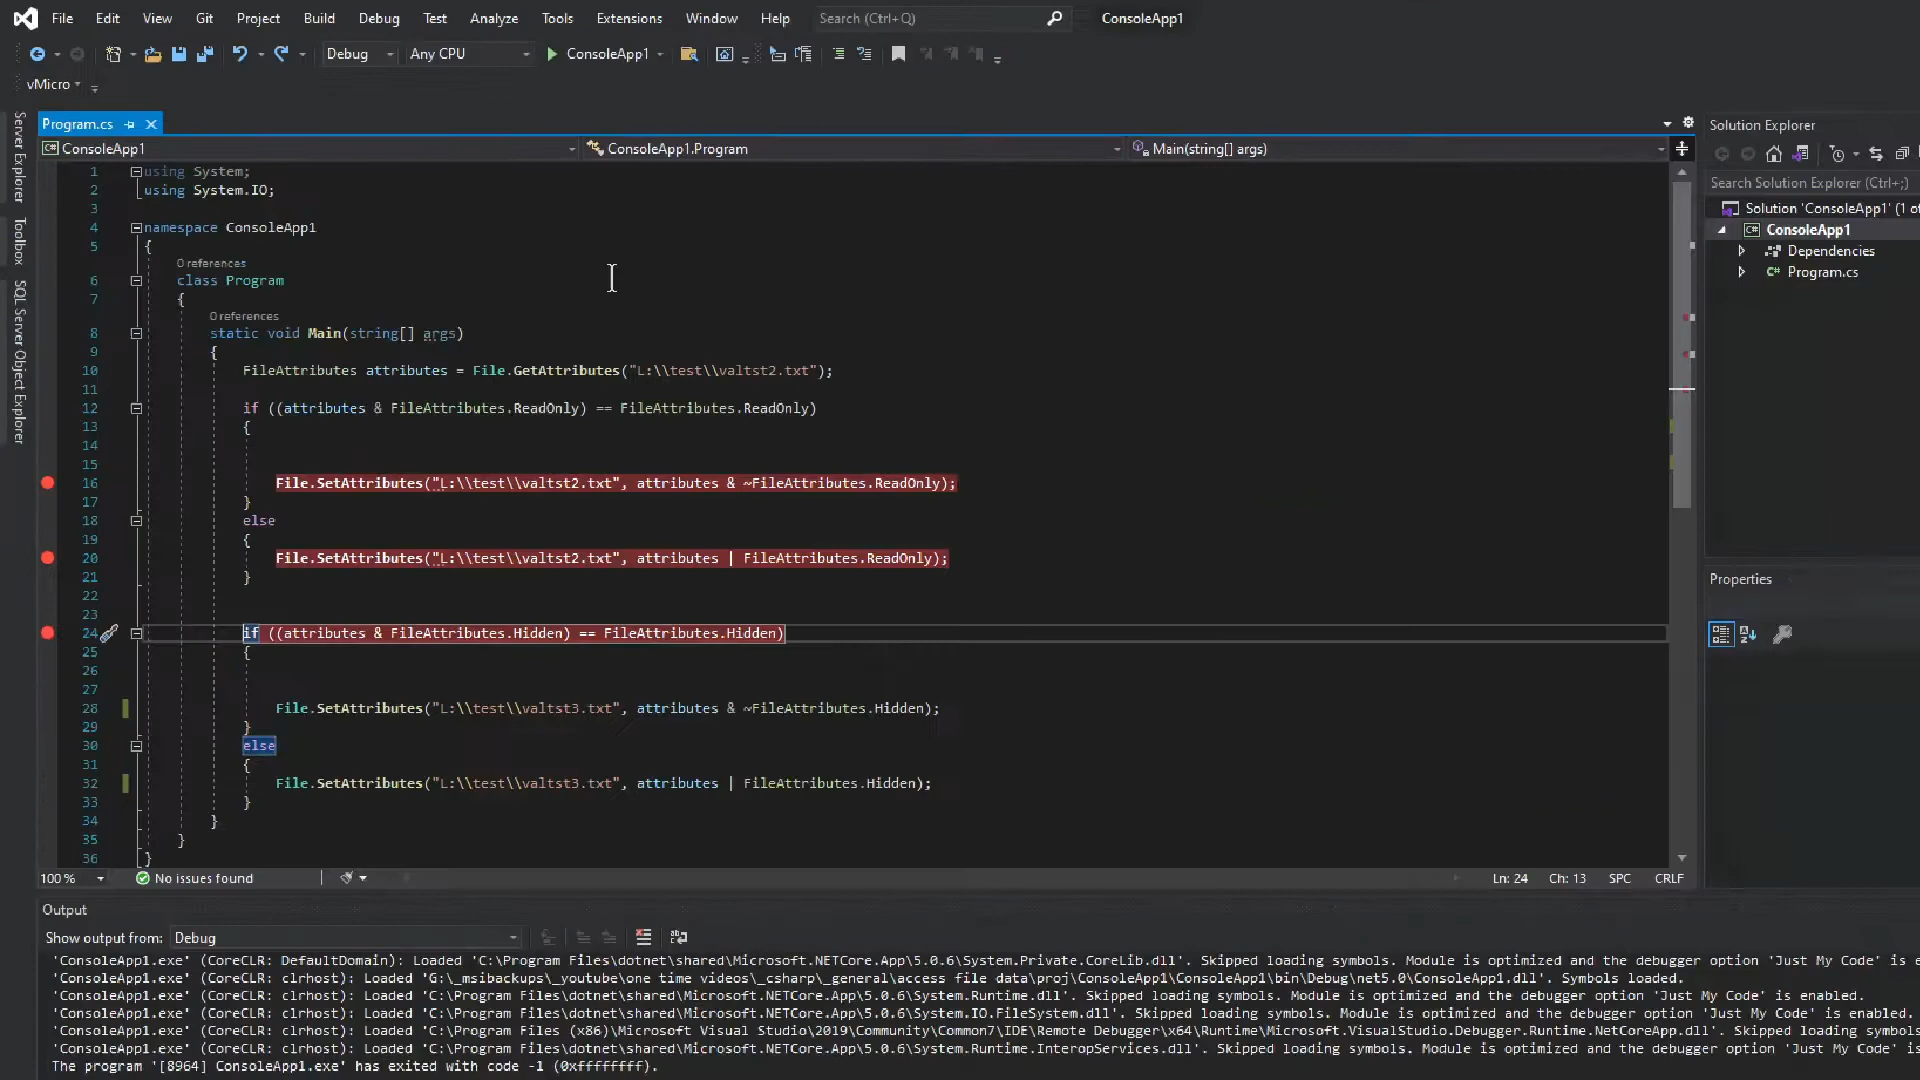 File Edit View Git Project Build Debug Test Analyze Tools Extensions Window Help Search (Ctrl+Q) ConsoleApp1
Debug Any CPU ConsoleApp1
vMicro
Server Explorer
Toolbox
SQL Server Object Explorer
Program.cs
ConsoleApp1 ConsoleApp1.Program Main(string[] args)
1 using System;
2 using System.IO;
3
4 namespace ConsoleApp1
5 {
0 references
6 class Program
7 {
0 references
8 static void Main(string[] args)
9 {
10 FileAttributes attributes = File.GetAttributes("L:\\test\\valtst2.txt");
11
12 if ((attributes & FileAttributes.ReadOnly) == FileAttributes.ReadOnly)
13 {
14
15
16 File.SetAttributes("L:\\test\\valtst2.txt", attributes & ~FileAttributes.ReadOnly);
17 }
18 else
19 {
20 File.SetAttributes("L:\\test\\valtst2.txt", attributes | FileAttributes.ReadOnly);
21 }
22
23
24 if ((attributes & FileAttributes.Hidden) == FileAttributes.Hidden)
25 {
26
27
28 File.SetAttributes("L:\\test\\valtst3.txt", attributes & ~FileAttributes.Hidden);
29 }
30 else
31 {
32 File.SetAttributes("L:\\test\\valtst3.txt", attributes | FileAttributes.Hidden);
33 }
34 }
35 }
36 }
100 % No issues found Ln: 24 Ch: 13 SPC CRLF
Solution Explorer
Search Solution Explorer (Ctrl+;)
Solution 'ConsoleApp1' (1 of
ConsoleApp1
Dependencies
C# Program.cs
Properties
Output
Show output from: Debug
'ConsoleApp1.exe' (CoreCLR: DefaultDomain): Loaded 'C:\Program Files\dotnet\shared\Microsoft.NETCore.App\5.0.6\System.Private.CoreLib.dll'. Skipped loading symbols. Module is optimized and the debugger option 'Just My Code' is e
'ConsoleApp1.exe' (CoreCLR: clrhost): Loaded 'G:\_msibackups\_youtube\one time videos\_csharp\_general\access file data\proj\ConsoleApp1\ConsoleApp1\bin\Debug\net5.0\ConsoleApp1.dll'. Symbols loaded.
'ConsoleApp1.exe' (CoreCLR: clrhost): Loaded 'C:\Program Files\dotnet\shared\Microsoft.NETCore.App\5.0.6\System.Runtime.dll'. Skipped loading symbols. Module is optimized and the debugger option 'Just My Code' is enabled.
'ConsoleApp1.exe' (CoreCLR: clrhost): Loaded 'C:\Program Files\dotnet\shared\Microsoft.NETCore.App\5.0.6\System.IO.FileSystem.dll'. Skipped loading symbols. Module is optimized and the debugger option 'Just My Code' is enabled.
'ConsoleApp1.exe' (CoreCLR: clrhost): Loaded 'C:\Program Files (x86)\Microsoft Visual Studio\2019\Community\Common7\IDE\Remote Debugger\x64\Runtime\Microsoft.VisualStudio.Debugger.Runtime.NetCoreApp.dll'. Skipped loading symbols
'ConsoleApp1.exe' (CoreCLR: clrhost): Loaded 'C:\Program Files\dotnet\shared\Microsoft.NETCore.App\5.0.6\System.Runtime.InteropServices.dll'. Skipped loading symbols. Module is optimized and the debugger option 'Just My Code' is
The program '[8964] ConsoleApp1.exe' has exited with code -1 (0xffffffff).